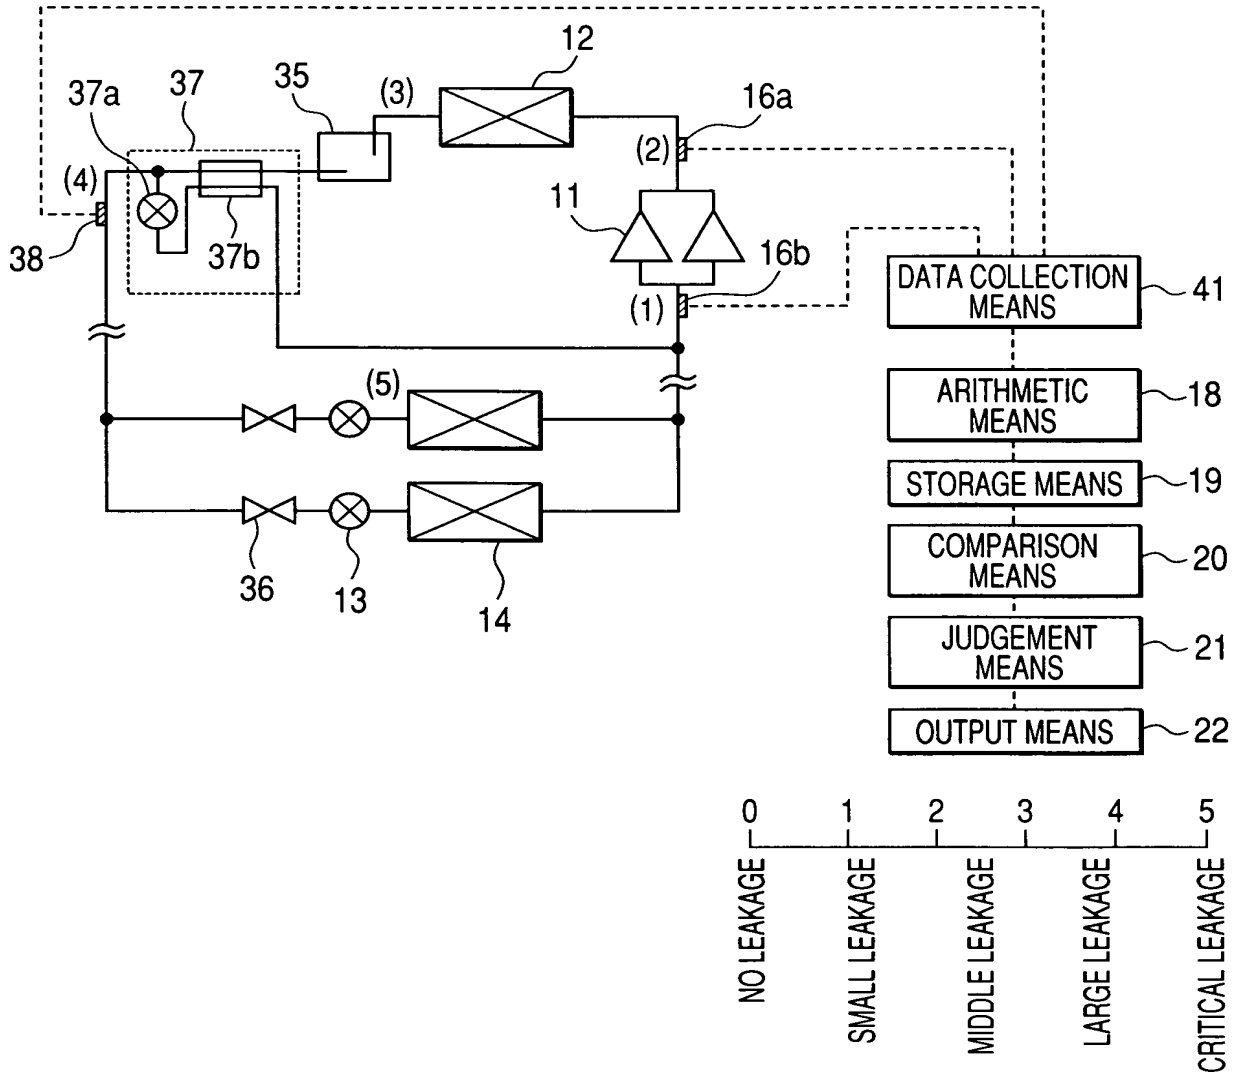 12
37a
37
35
(3)
16a
(4)
(2)
11
38
37b
16b
(1)
DATA COLLECTION
MEANS
41
(5)
ARITHMETIC
MEANS
18
STORAGE MEANS
19
36
13
14
COMPARISON
MEANS
20
JUDGEMENT
MEANS
21
OUTPUT MEANS
22
0 1 2 3 4 5
NO LEAKAGE
SMALL LEAKAGE
MIDDLE LEAKAGE
LARGE LEAKAGE
CRITICAL LEAKAGE